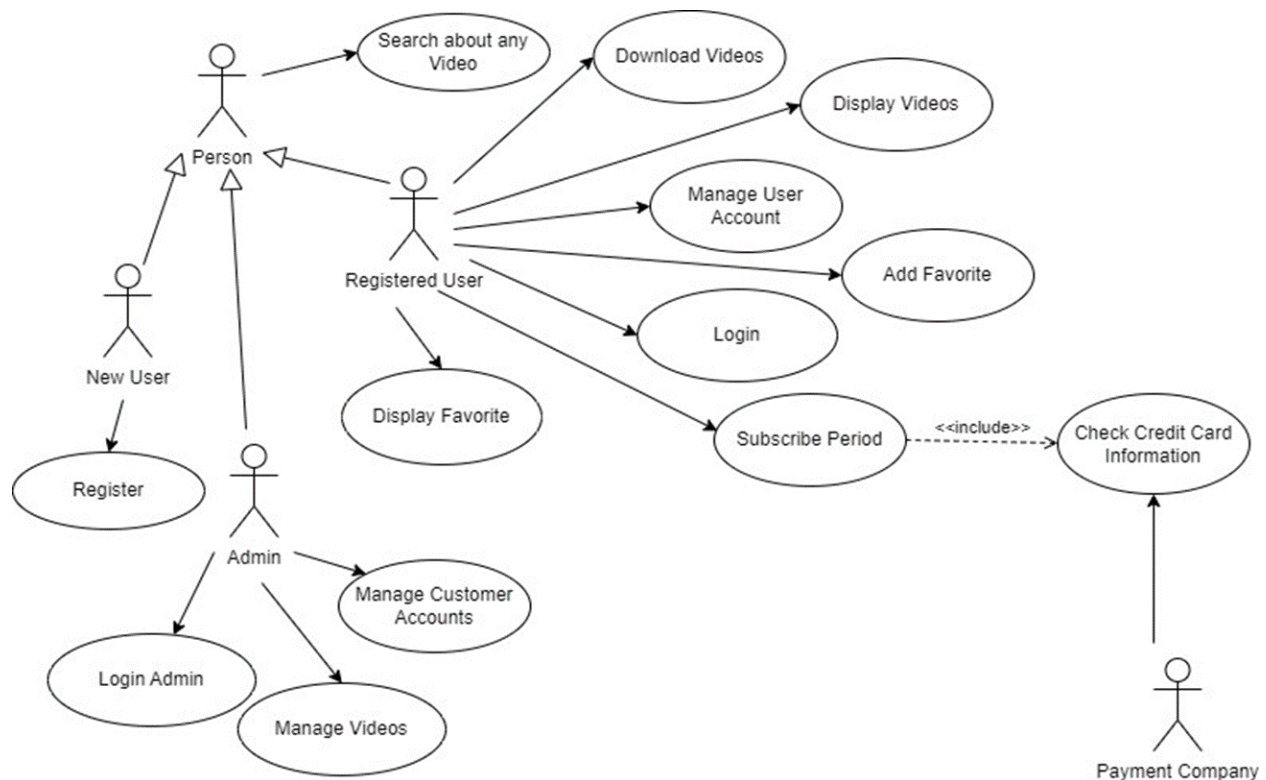 Search about any
Video
Download Videos
Display Videos
Person
Manage User
Account
Registered User
Add Favorite
Login
New User
Display Favorite
Subscribe Period
<<include>>
Check Credit Card
Information
Register
Admin
Manage Customer
Accounts
Login Admin
Manage Videos
Payment Company